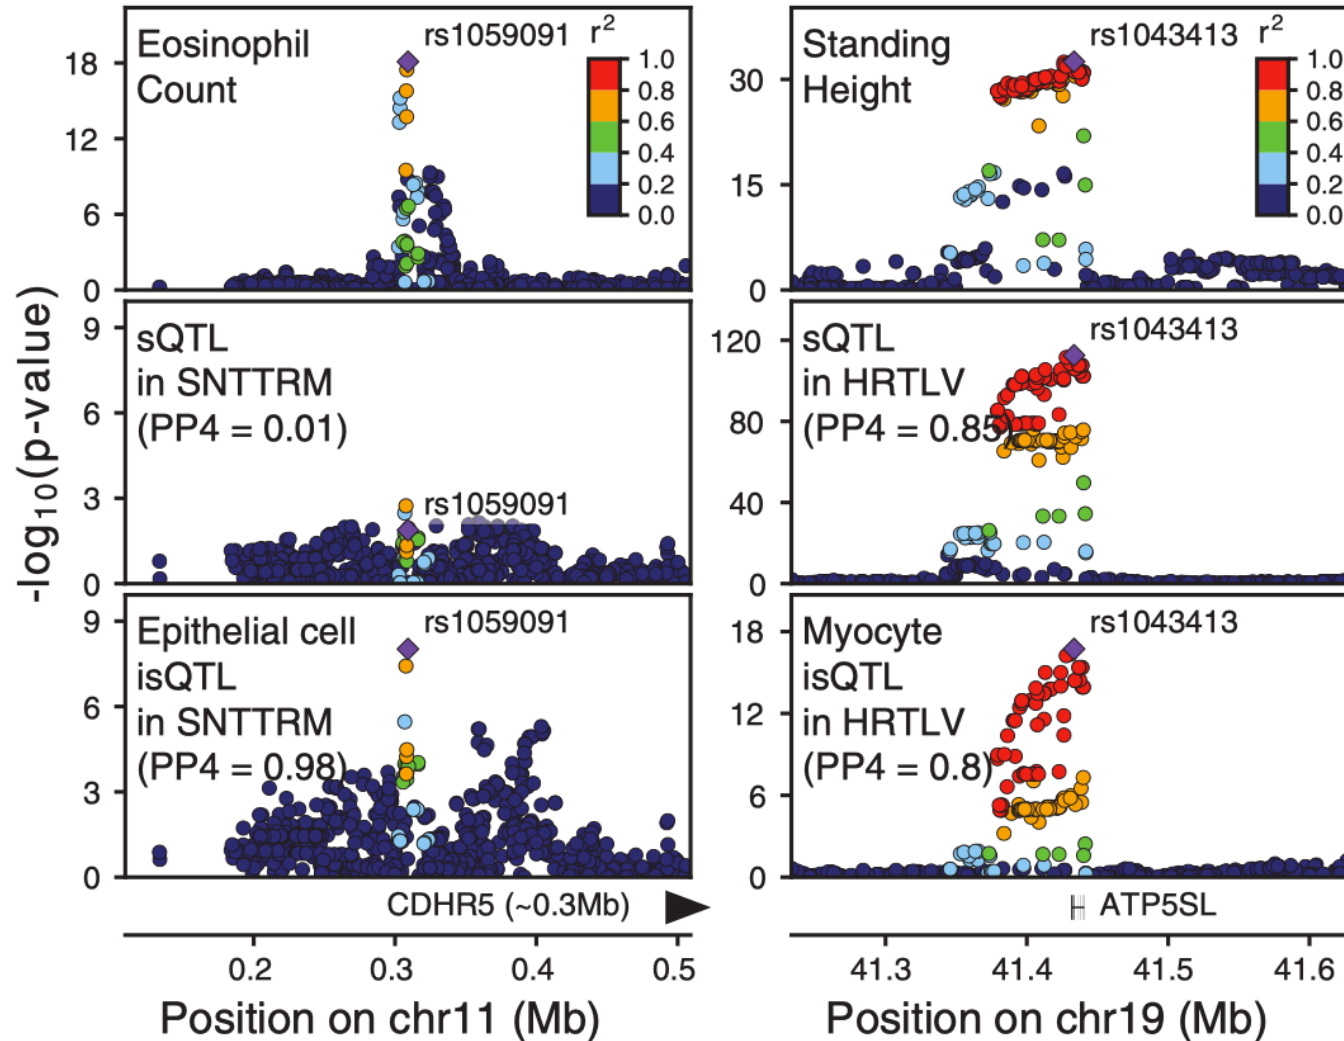 Eosinophil
Count
rs1059091
r²
1.0
0.8
0.6
0.4
0.2
0.0
18
12
6
0
Standing
Height
rs1043413
r²
1.0
0.8
0.6
0.4
0.2
0.0
30
15
0
-log₁₀(p-value)
sQTL
in SNTTRM
(PP4 = 0.01)
rs1059091
9
6
3
0
sQTL
in HRTLV
(PP4 = 0.85)
rs1043413
120
80
40
0
Epithelial cell
isQTL
in SNTTRM
(PP4 = 0.98)
rs1059091
9
6
3
0
Myocyte
isQTL
in HRTLV
(PP4 = 0.8)
rs1043413
18
12
6
0
CDHR5 (~0.3Mb)
ATP5SL
0.2 0.3 0.4 0.5
41.3 41.4 41.5 41.6
Position on chr11 (Mb)
Position on chr19 (Mb)